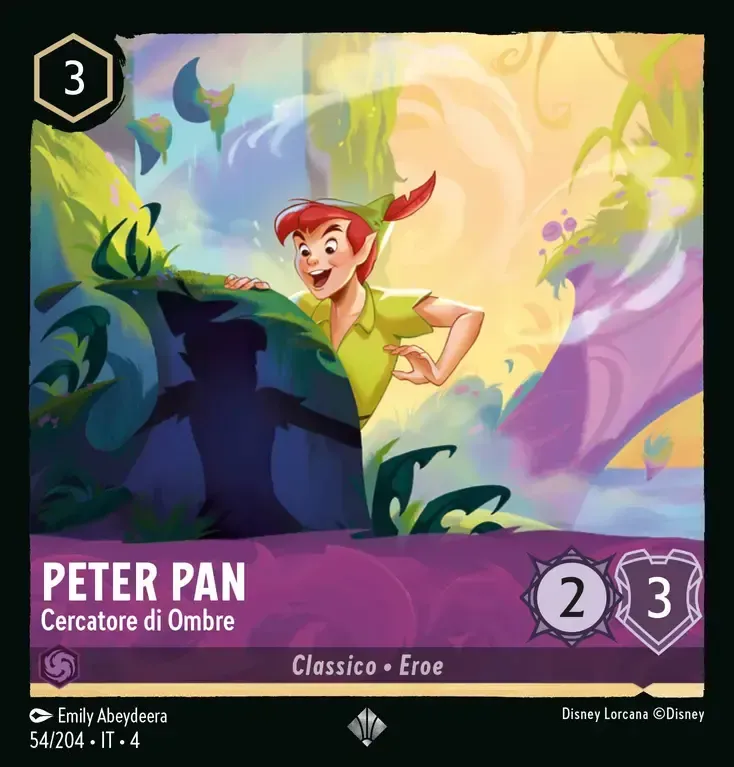 3
PETER PAN
Cercatore di Ombre
2
3
Classico • Eroe
Emily Abeydeera
Disney Lorcana ©Disney
54/204 • IT • 4